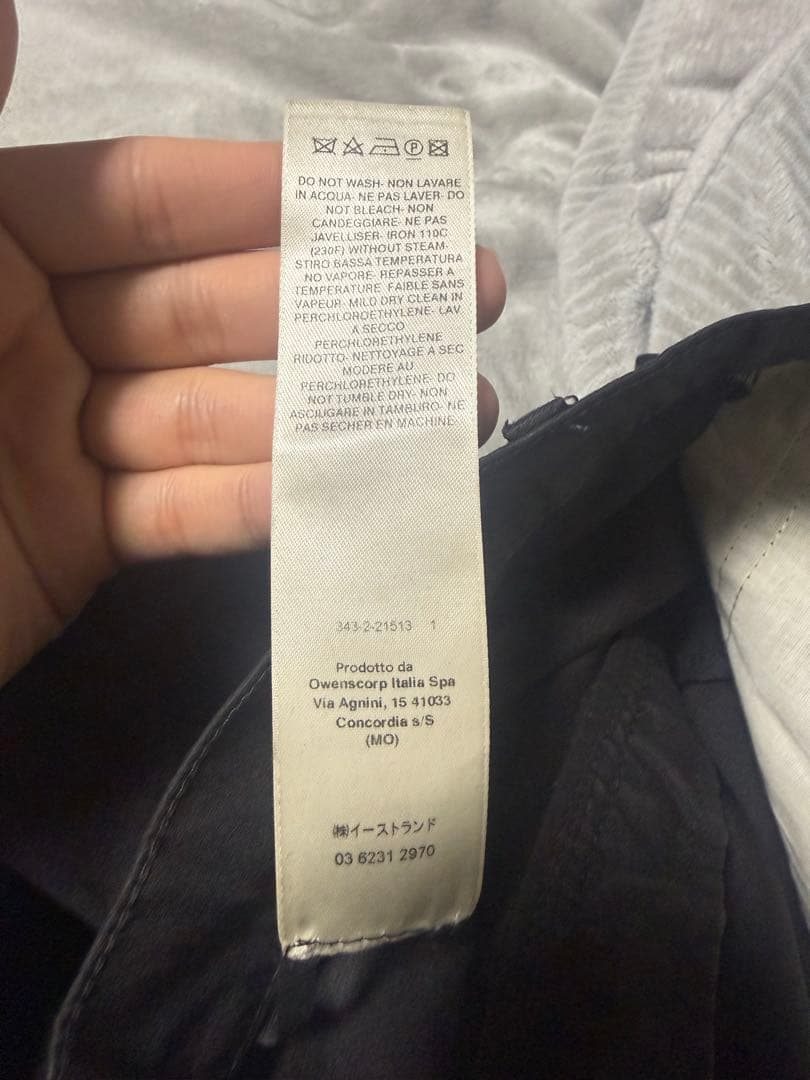 DO NOT WASH- NON LAVARE
IN ACQUA- NE PAS LAVER- DO
NOT BLEACH- NON
CANDEGGIARE- NE PAS
JAVELLISER- IRON 110C
(230F) WITHOUT STEAM-
STIRO BASSA TEMPERATURA
NO VAPORE- REPASSER A
TEMPERATURE FAIBLE SANS
VAPEUR- MILD DRY CLEAN IN
PERCHLOROETHYLENE- LAV
A SECCO
PERCHLORETHYLENE
RIDOTTO- NETTOYAGE A SEC
MODERE AU
PERCHLORETHYLENE- DO
NOT TUMBLE DRY- NON
ASCIUGARE IN TAMBURO- NE
PAS SECHER EN MACHINE
343-2-21513 1
Prodotto da
Owenscorp Italia Spa
Via Agnini, 15 41033
Concordia s/S
(MO)
㈱イーストランド
03 6231 2970